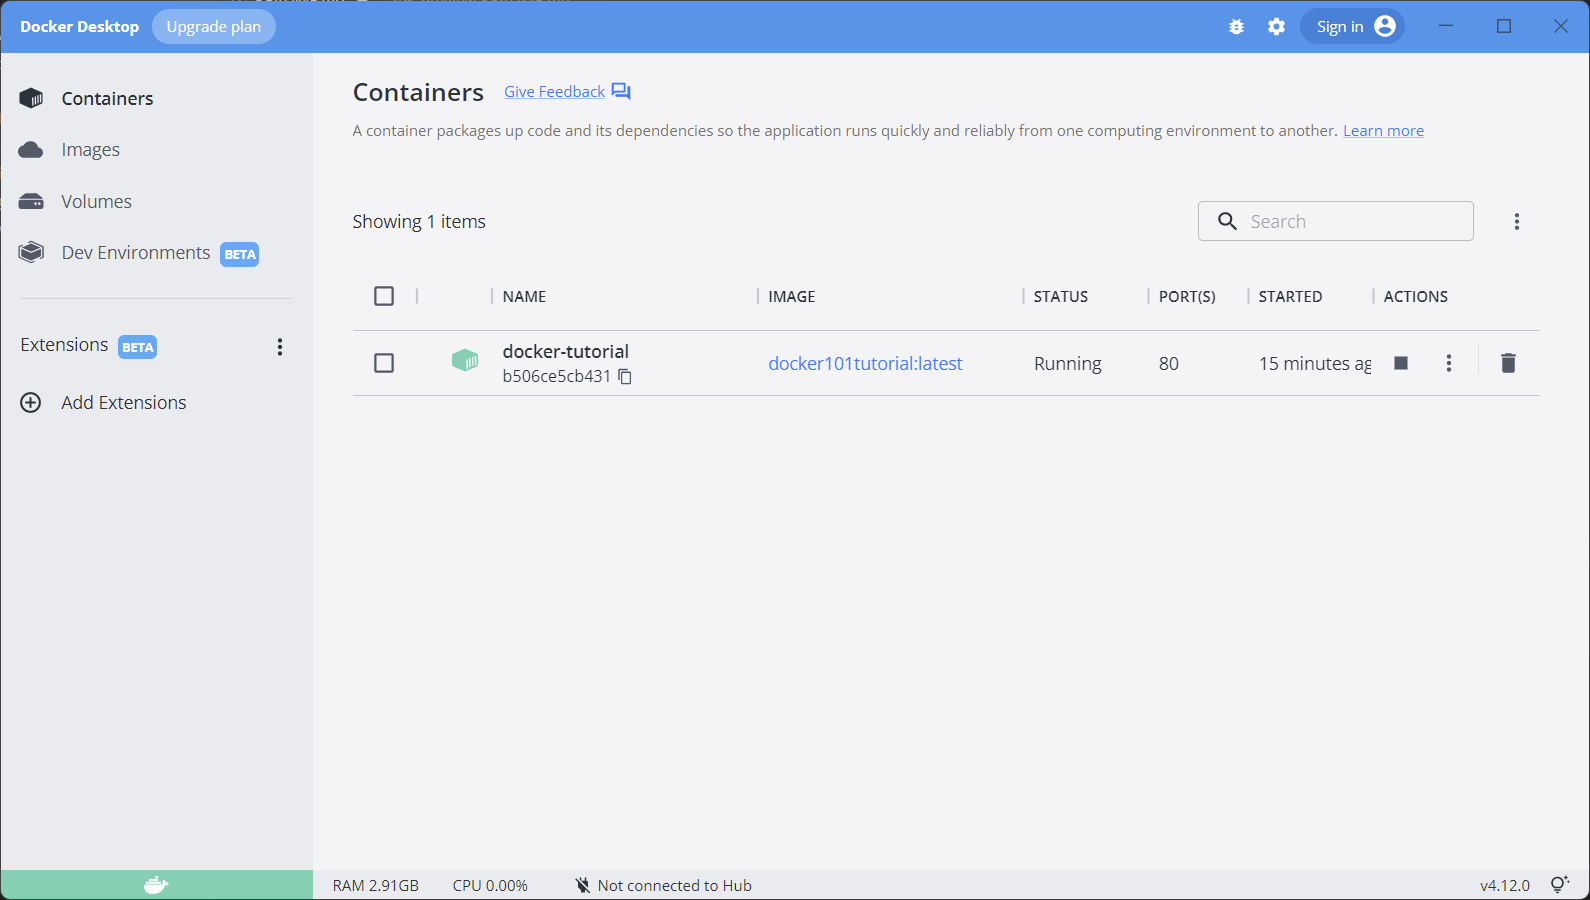 Docker Desktop Upgrade plan Sign in
Containers
Images
Volumes
Dev Environments BETA
Extensions BETA
Add Extensions
Containers Give Feedback
A container packages up code and its dependencies so the application runs quickly and reliably from one computing environment to another. Learn more
Showing 1 items
Search
NAME IMAGE STATUS PORT(S) STARTED ACTIONS
docker-tutorial
b506ce5cb431
docker101tutorial:latest Running 80 15 minutes ag
RAM 2.91GB CPU 0.00% Not connected to Hub v4.12.0